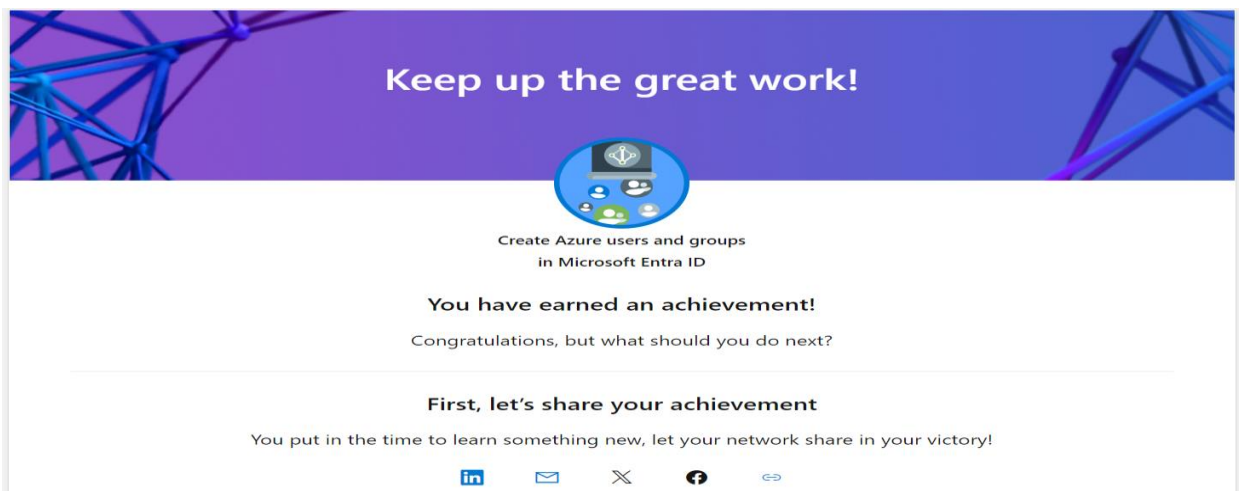 Keep up the great work!
Create Azure users and groups
in Microsoft Entra ID
You have earned an achievement!
Congratulations, but what should you do next?
First, let's share your achievement
You put in the time to learn something new, let your network share in your victory!
in